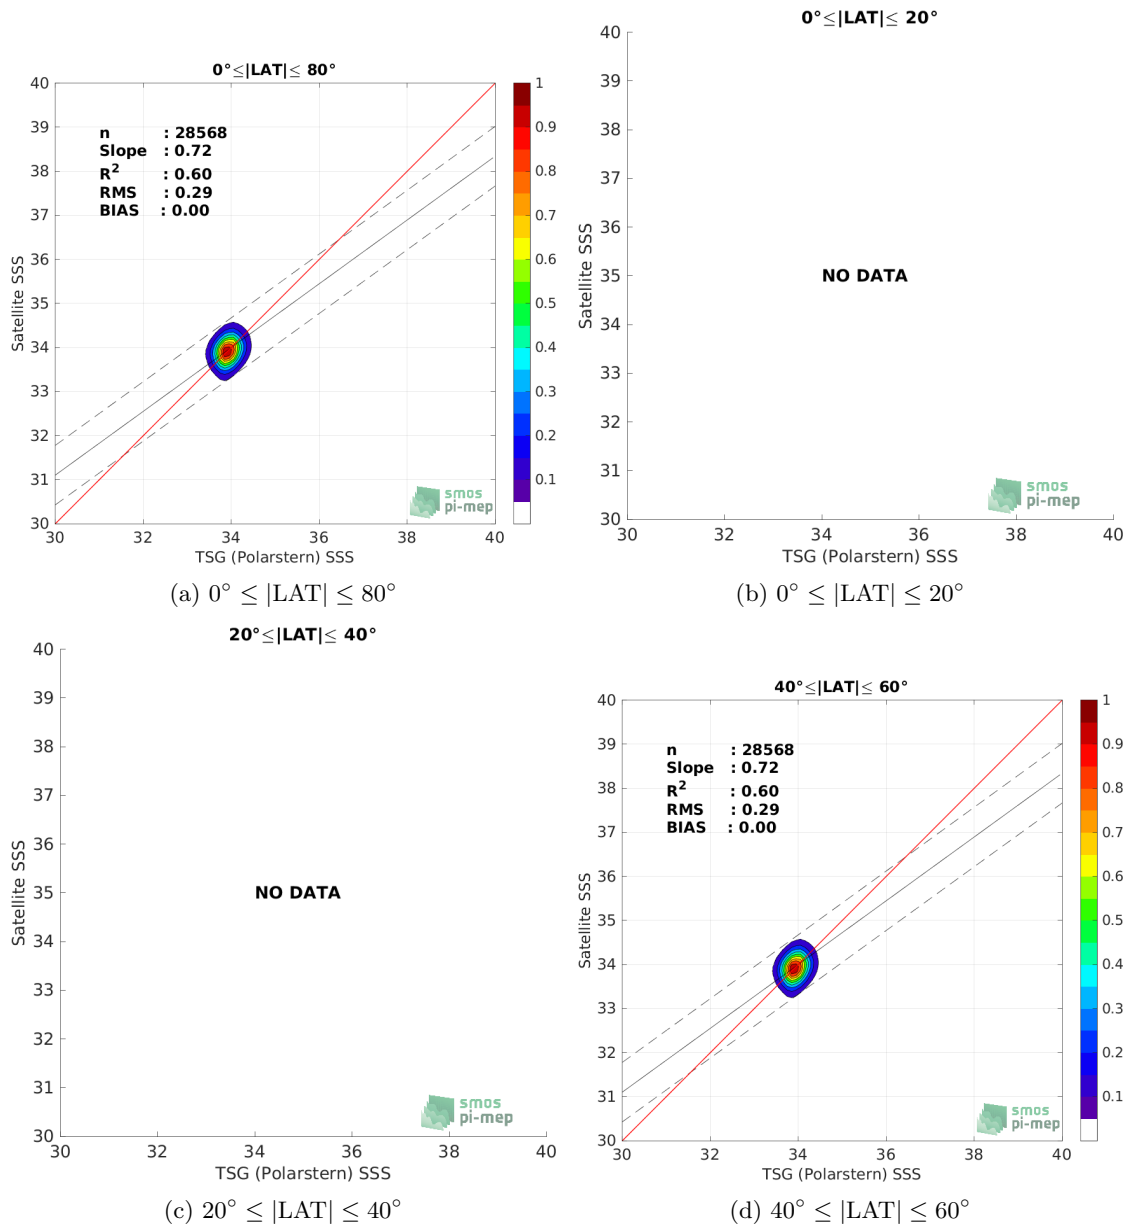 0°≤|LAT|≤ 80°
40
39
38
37
36
35
34
33
32
31
30
Satellite SSS
n : 28568
Slope : 0.72
R² : 0.60
RMS : 0.29
BIAS : 0.00
smos
pi-mep
30 32 34 36 38 40
TSG (Polarstern) SSS
1
0.9
0.8
0.7
0.6
0.5
0.4
0.3
0.2
0.1
(a) 0° ≤ |LAT| ≤ 80°
0°≤|LAT|≤ 20°
40
39
38
37
36
35
34
33
32
31
30
Satellite SSS
NO DATA
smos
pi-mep
30 32 34 36 38 40
TSG (Polarstern) SSS
(b) 0° ≤ |LAT| ≤ 20°
20°≤|LAT|≤ 40°
40
39
38
37
36
35
34
33
32
31
30
Satellite SSS
NO DATA
smos
pi-mep
30 32 34 36 38 40
TSG (Polarstern) SSS
(c) 20° ≤ |LAT| ≤ 40°
40°≤|LAT|≤ 60°
40
39
38
37
36
35
34
33
32
31
30
Satellite SSS
n : 28568
Slope : 0.72
R² : 0.60
RMS : 0.29
BIAS : 0.00
smos
pi-mep
30 32 34 36 38 40
TSG (Polarstern) SSS
1
0.9
0.8
0.7
0.6
0.5
0.4
0.3
0.2
0.1
(d) 40° ≤ |LAT| ≤ 60°